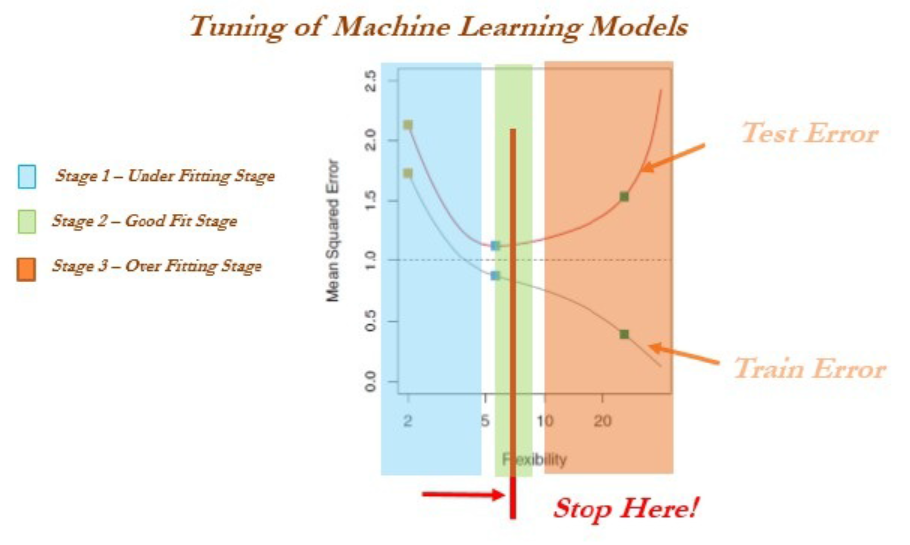 Tuning of Machine Learning Models
Stage 1 – Under Fitting Stage
Stage 2 – Good Fit Stage
Stage 3 – Over Fitting Stage
Mean Squared Error
2.5
2.0
1.5
1.0
0.5
0.0
2 5 10 20
Flexibility
Test Error
Train Error
Stop Here!